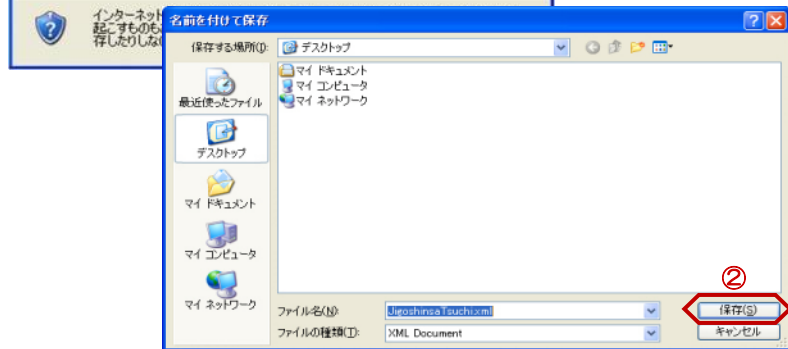 インターネット
起こすものも
存したりしな
名前を付けて保存
保存する場所(I):
デスクトップ
マイ ドキュメント
マイ コンピュータ
マイ ネットワーク
最近使ったファイル
デスクトップ
マイ ドキュメント
マイ コンピュータ
マイ ネットワーク
②
ファイル名(N):
JigoshinsaTsuchi.xml
保存(S)
ファイルの種類(T):
XML Document
キャンセル